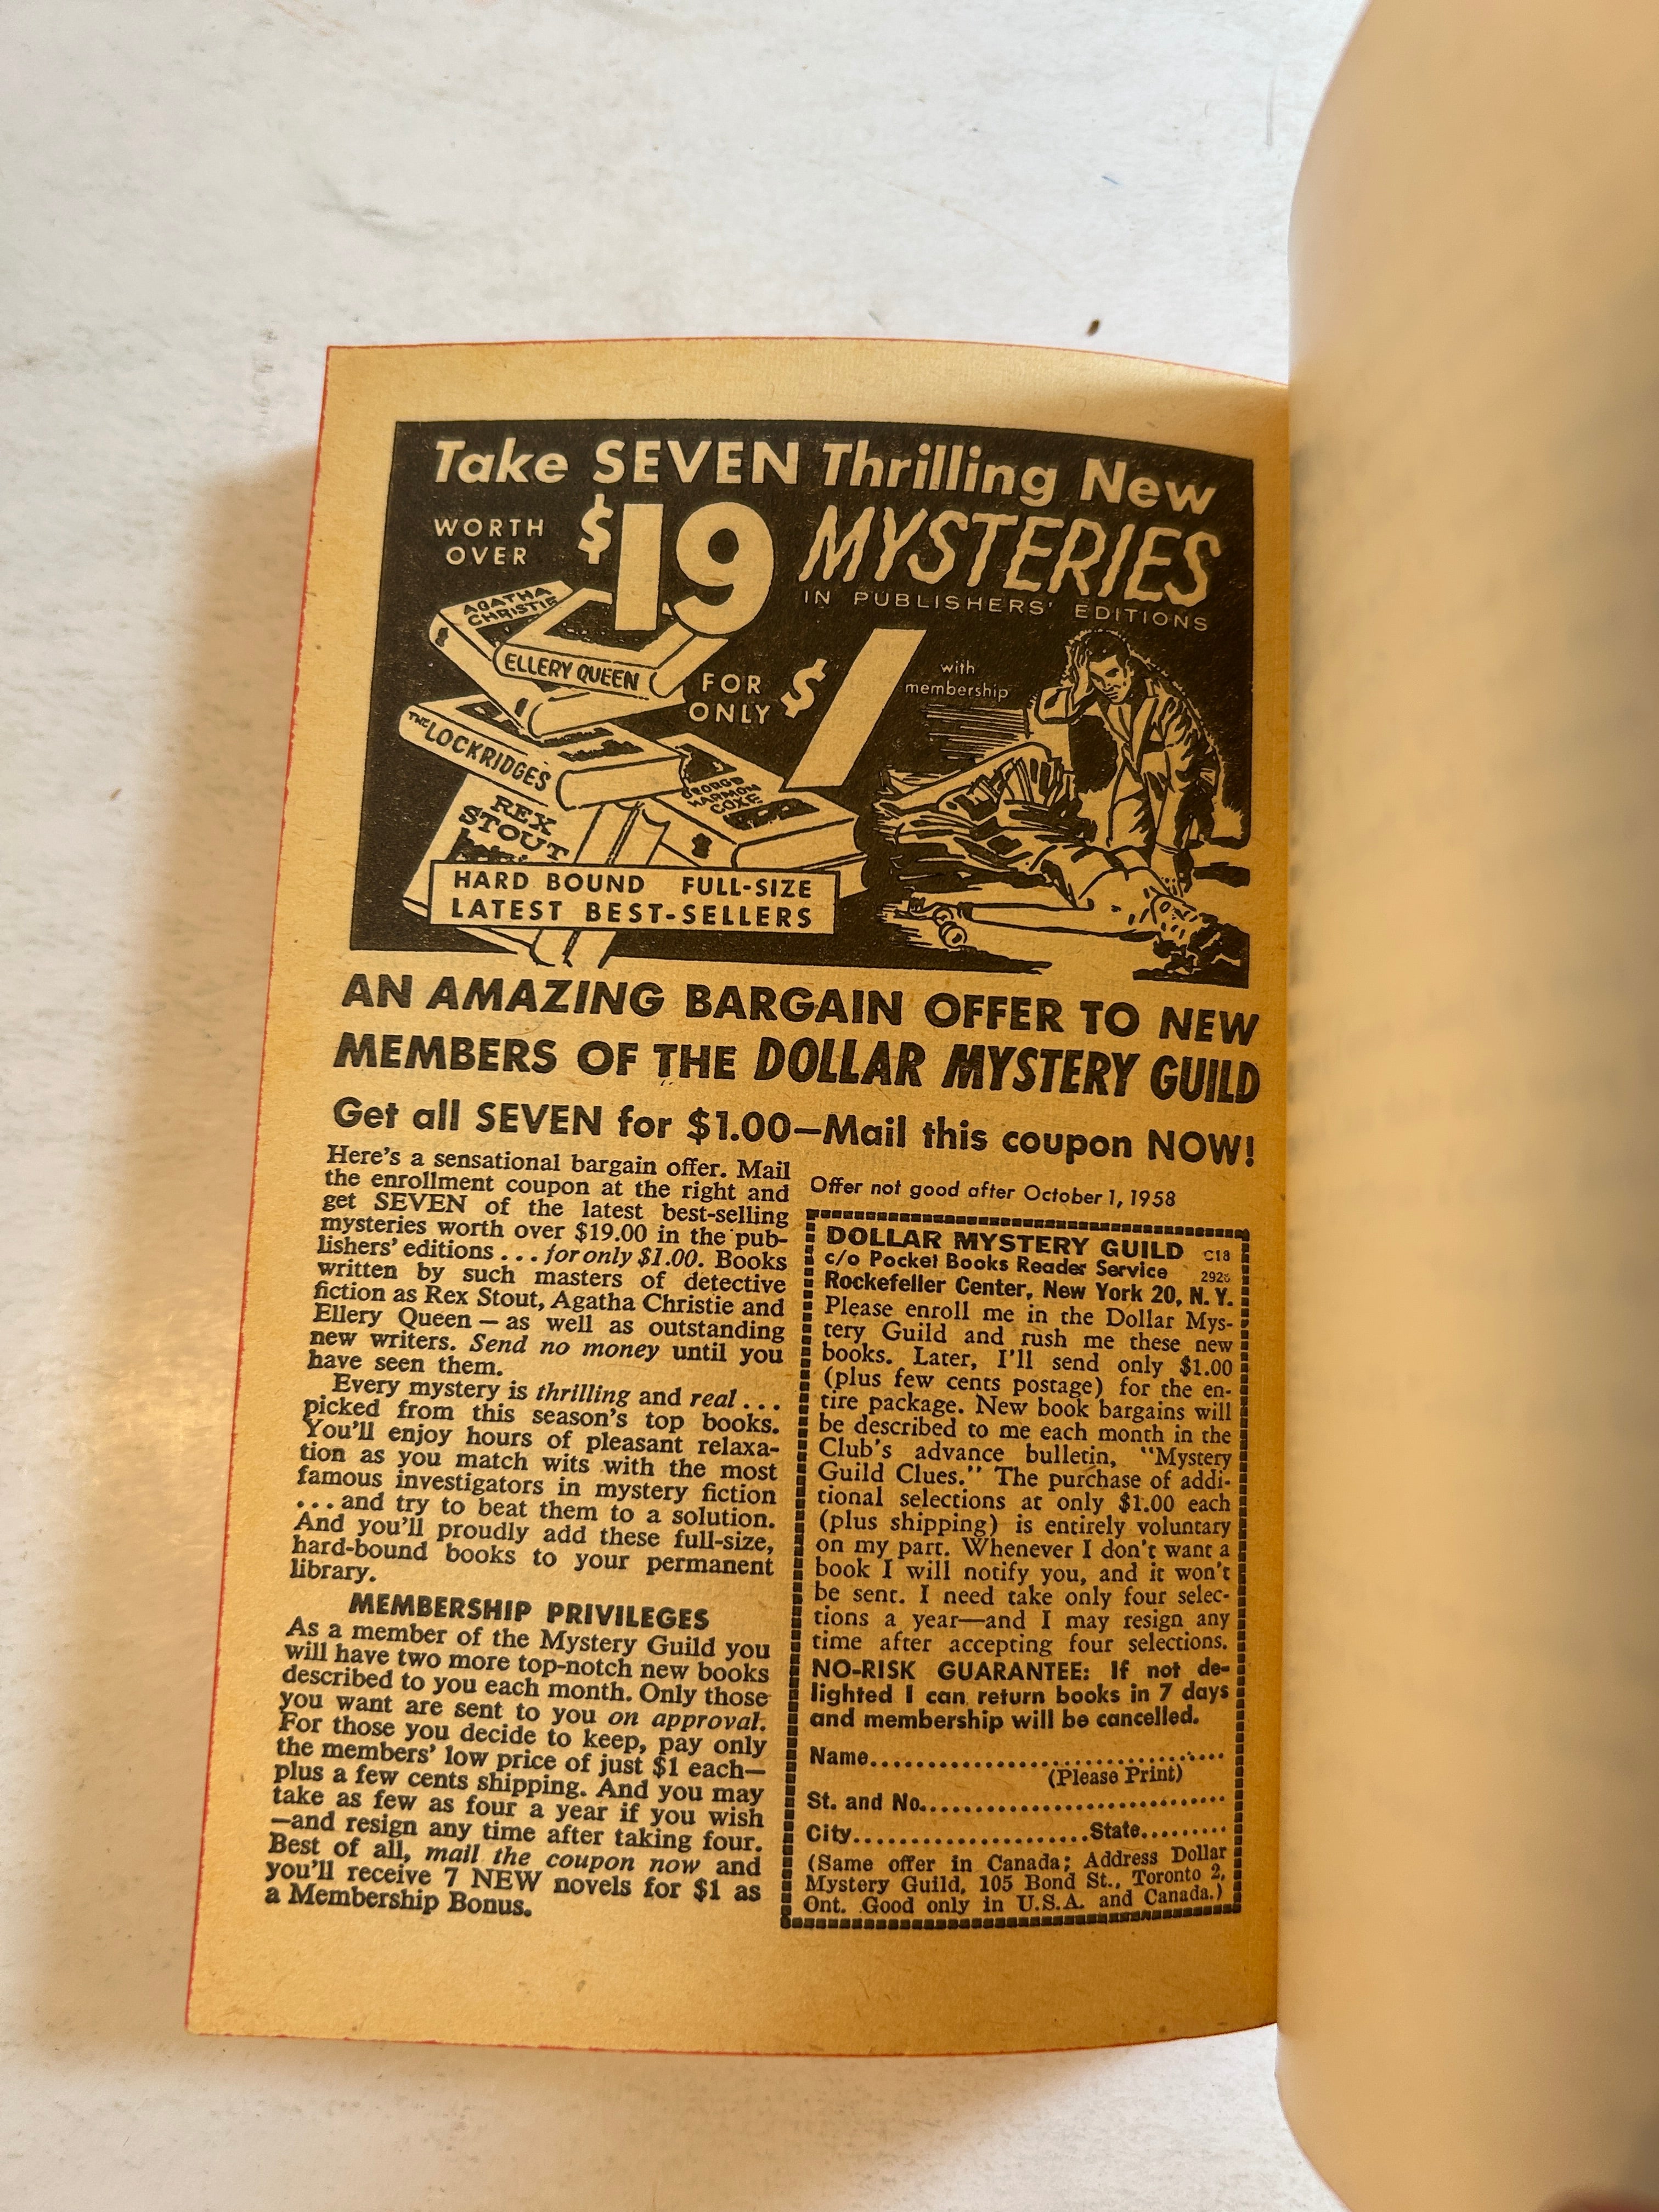 Take SEVEN Thrilling New
WORTH
OVER
$19
MYSTERIES
IN PUBLISHERS' EDITIONS
AGATHA
CHRISTIE
ELLERY QUEEN
FOR
ONLY
$1
with
membership
THE LOCKRIDGES
GEORGE
HARMON
COXE
REX
STOUT
HARD BOUND FULL-SIZE
LATEST BEST-SELLERS
AN AMAZING BARGAIN OFFER TO NEW
MEMBERS OF THE DOLLAR MYSTERY GUILD
Get all SEVEN for $1.00—Mail this coupon NOW!
Here's a sensational bargain offer. Mail
the enrollment coupon at the right and
get SEVEN of the latest best-selling
mysteries worth over $19.00 in the pub-
lishers' editions . . . for only $1.00. Books
written by such masters of detective
fiction as Rex Stout, Agatha Christie and
Ellery Queen — as well as outstanding
new writers. Send no money until you
have seen them.
Every mystery is thrilling and real . . .
picked from this season's top books.
You'll enjoy hours of pleasant relaxa-
tion as you match wits with the most
famous investigators in mystery fiction
. . . and try to beat them to a solution.
And you'll proudly add these full-size,
hard-bound books to your permanent
library.
MEMBERSHIP PRIVILEGES
As a member of the Mystery Guild you
will have two more top-notch new books
described to you each month. Only those
you want are sent to you on approval.
For those you decide to keep, pay only
the members' low price of just $1 each—
plus a few cents shipping. And you may
take as few as four a year if you wish
—and resign any time after taking four.
Best of all, mail the coupon now and
you'll receive 7 NEW novels for $1 as
a Membership Bonus.
Offer not good after October 1, 1958
DOLLAR MYSTERY GUILD C18
c/o Pocket Books Reader Service
Rockefeller Center, New York 20, N. Y.
Please enroll me in the Dollar Mys-
tery Guild and rush me these new
books. Later, I'll send only $1.00
(plus few cents postage) for the en-
tire package. New book bargains will
be described to me each month in the
Club's advance bulletin, "Mystery
Guild Clues." The purchase of addi-
tional selections at only $1.00 each
(plus shipping) is entirely voluntary
on my part. Whenever I don't want a
book I will notify you, and it won't
be sent. I need take only four selec-
tions a year—and I may resign any
time after accepting four selections.
NO-RISK GUARANTEE: If not de-
lighted I can return books in 7 days
and membership will be cancelled.
Name........................................
(Please Print)
St. and No..................................
City........................State.........
(Same offer in Canada; Address Dollar
Mystery Guild, 105 Bond St., Toronto 2,
Ont. Good only in U.S.A. and Canada.)